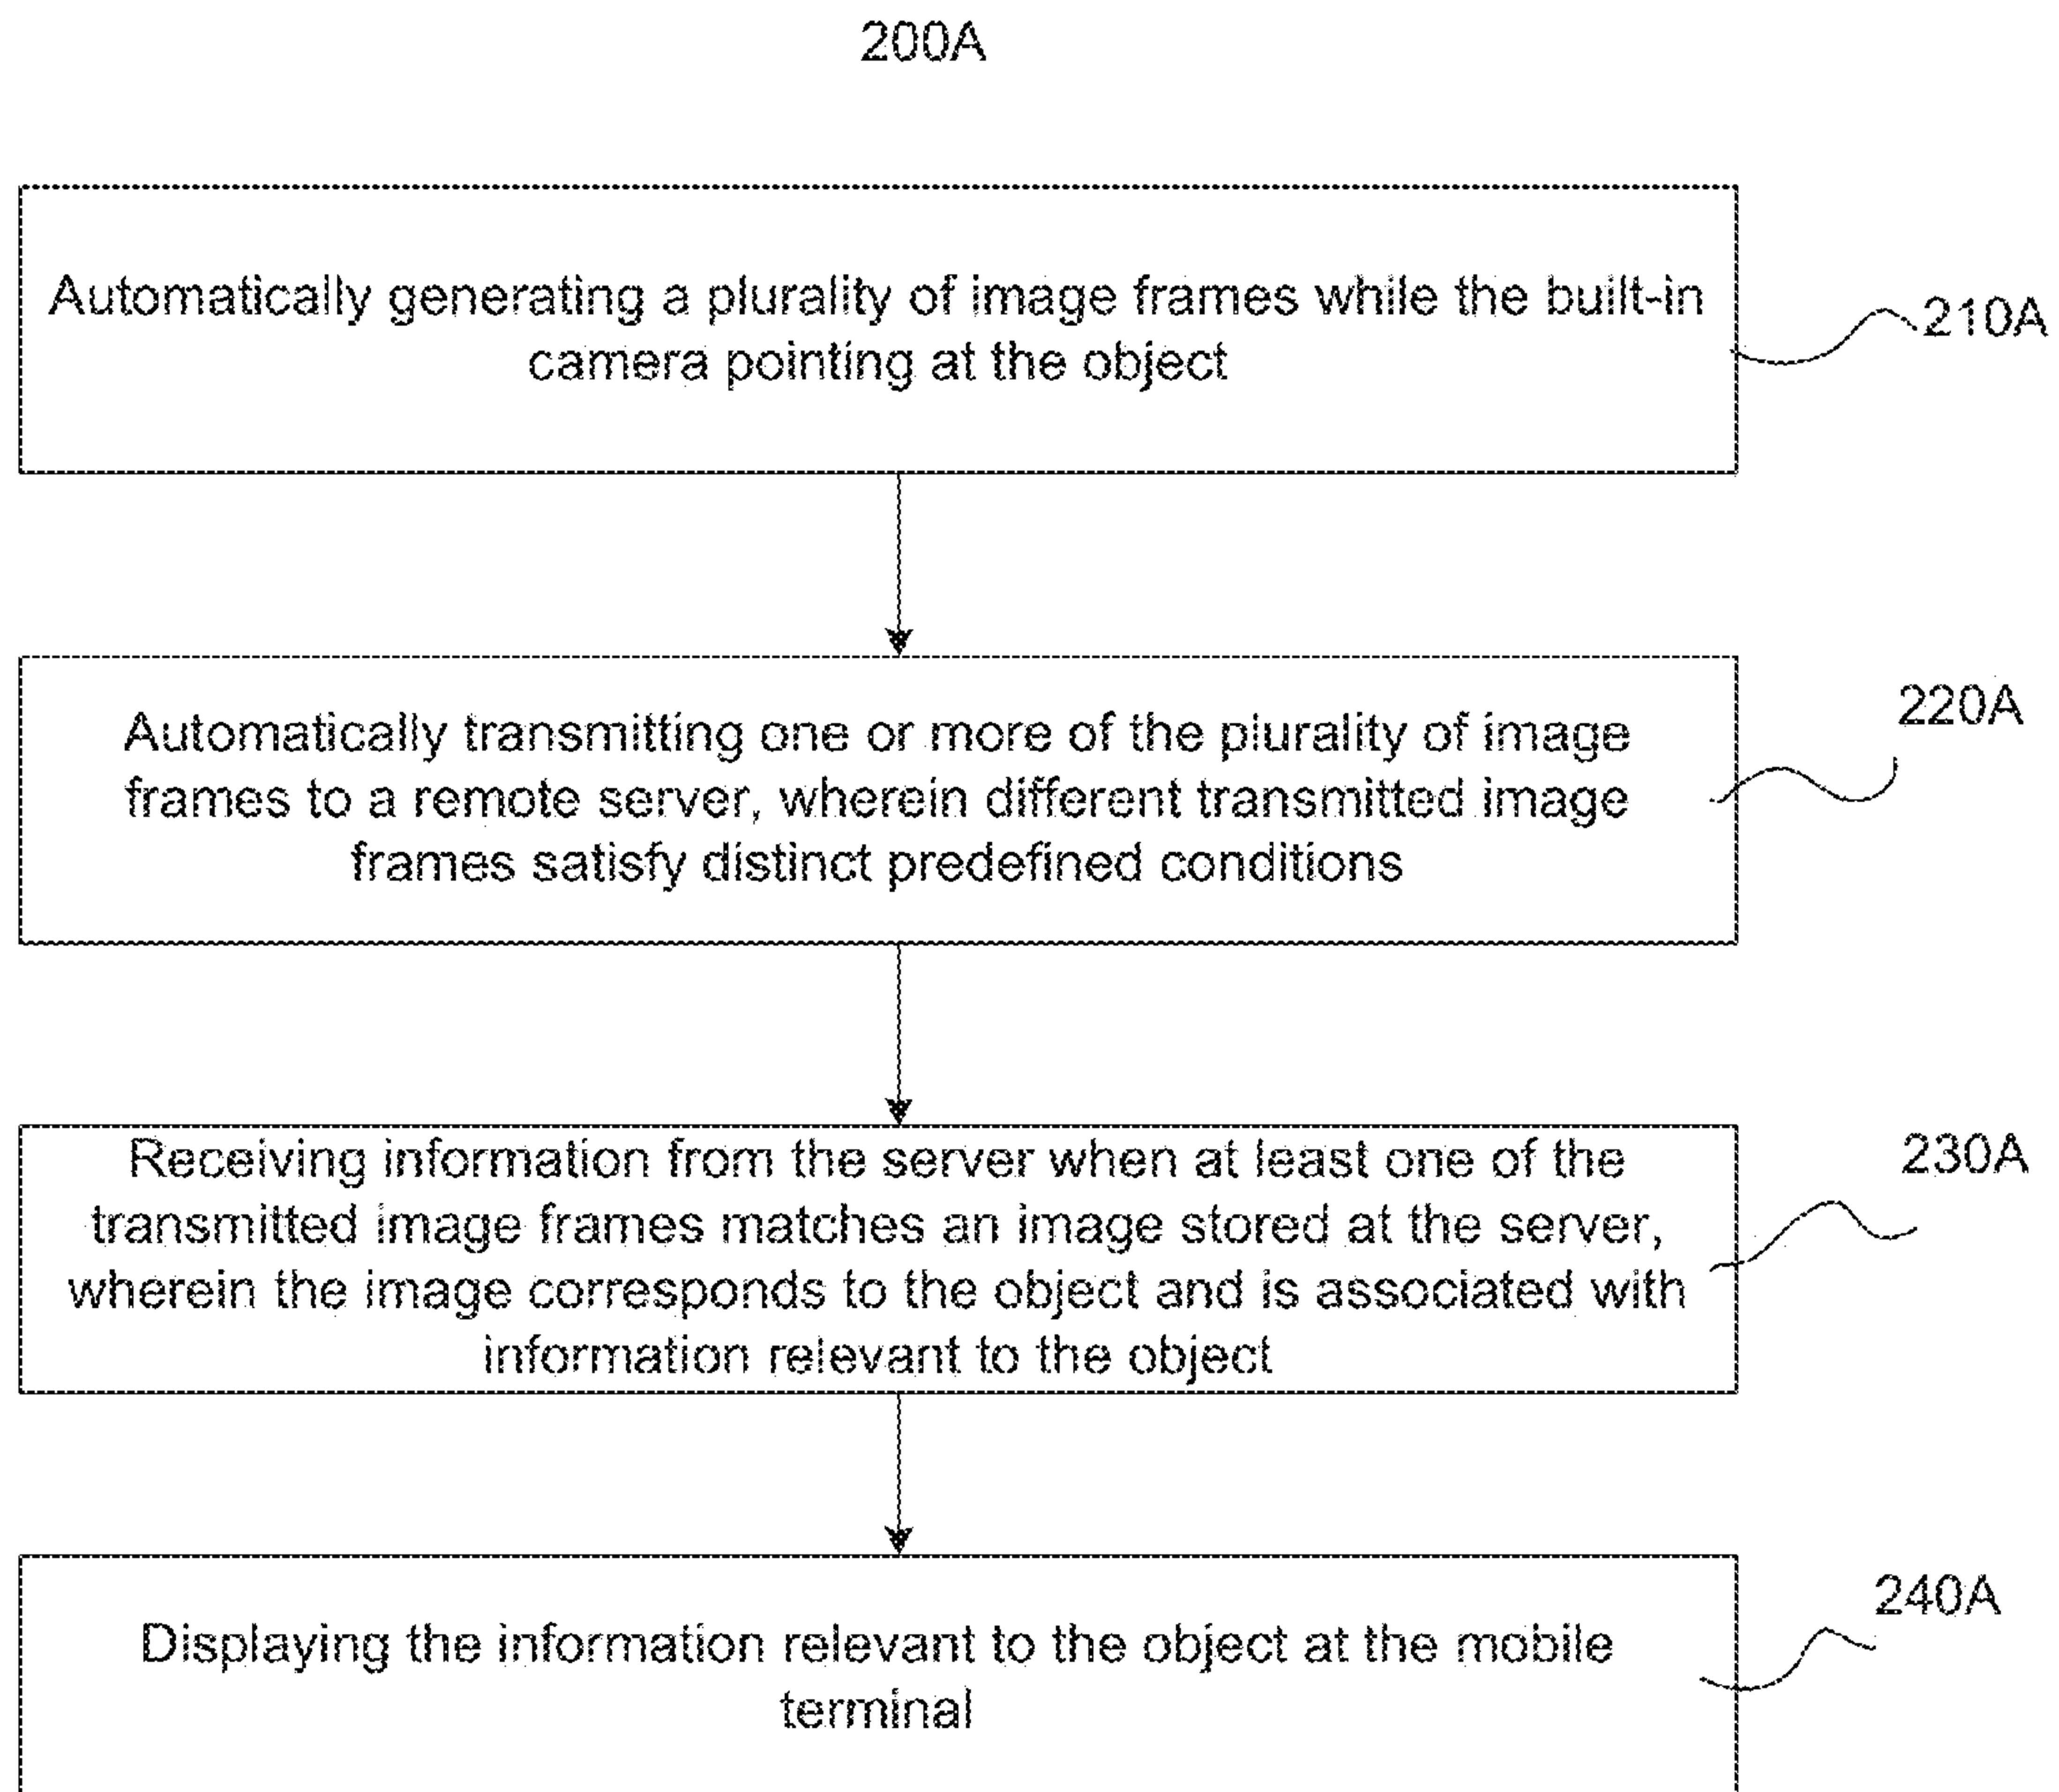 200A
Automatically generating a plurality of image frames while the built-in
camera pointing at the object
210A
Automatically transmitting one or more of the plurality of image
frames to a remote server, wherein different transmitted image
frames satisfy distinct predefined conditions
220A
Receiving information from the server when at least one of the
transmitted image frames matches an image stored at the server,
wherein the image corresponds to the object and is associated with
information relevant to the object
230A
Displaying the information relevant to the object at the mobile
terminal
240A